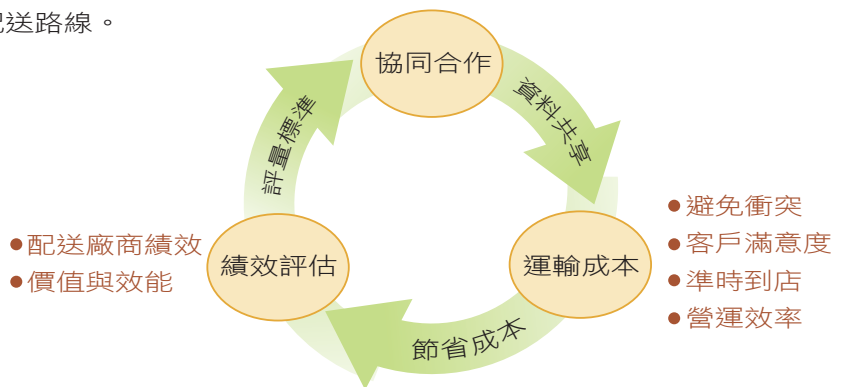 配送路線。
協同合作
資料共享
運輸成本
●避免衝突
●客戶滿意度
●準時到店
●營運效率
節省成本
績效評估
●配送廠商績效
●價值與效能
評量標準